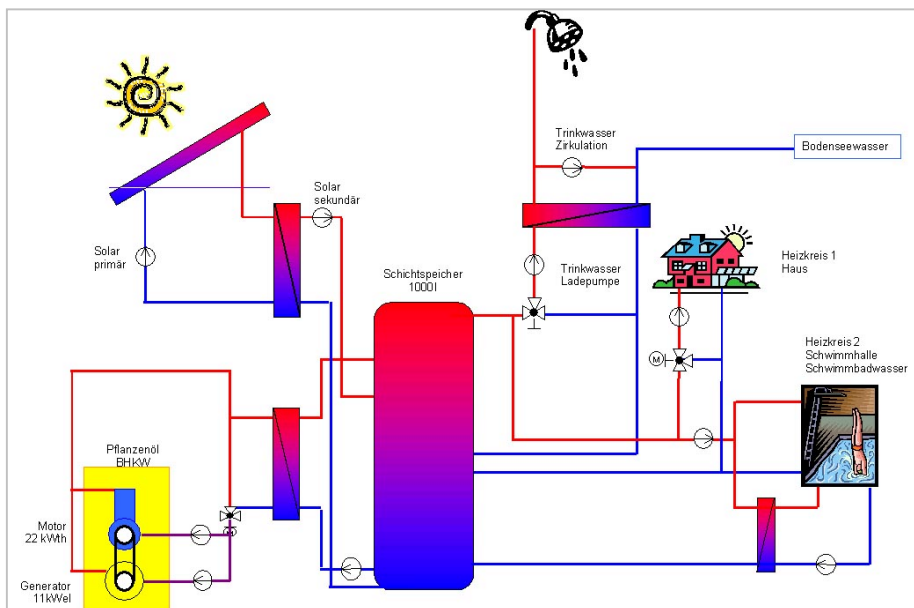 Trinkwasser
Zirkulation
Bodenseewasser
Solar
sekundär
Solar
primär
Schichtspeicher
1000l
Trinkwasser
Ladepumpe
Heizkreis 1
Haus
Heizkreis 2
Schwimmhalle
Schwimmbadwasser
M
Pflanzenöl
BHKW
Motor
22 kWth
Generator
11kWel